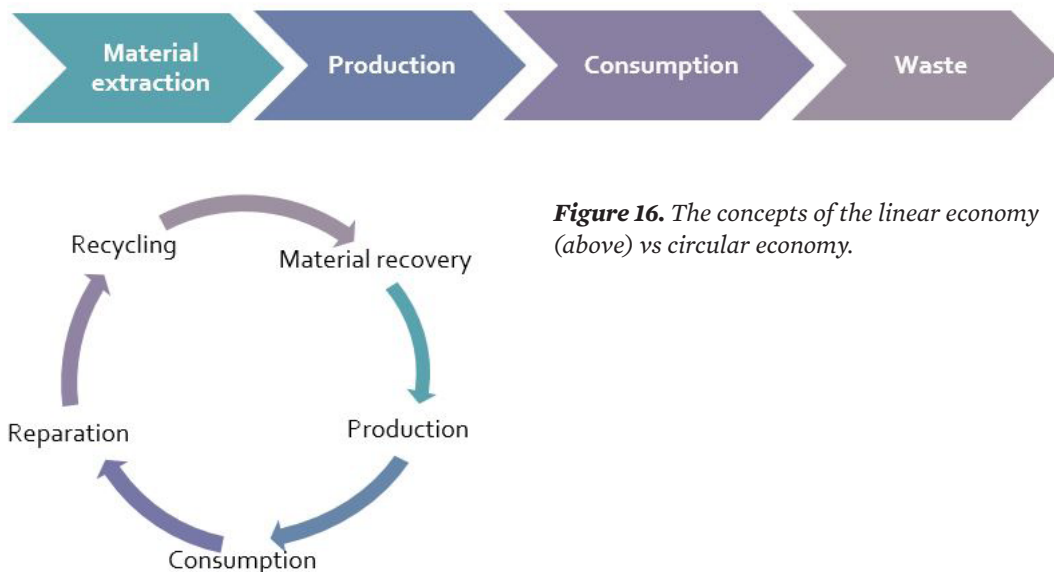 Material
extraction
Production
Consumption
Waste
Figure 16. The concepts of the linear economy
(above) vs circular economy.
Recycling
Material recovery
Production
Consumption
Reparation